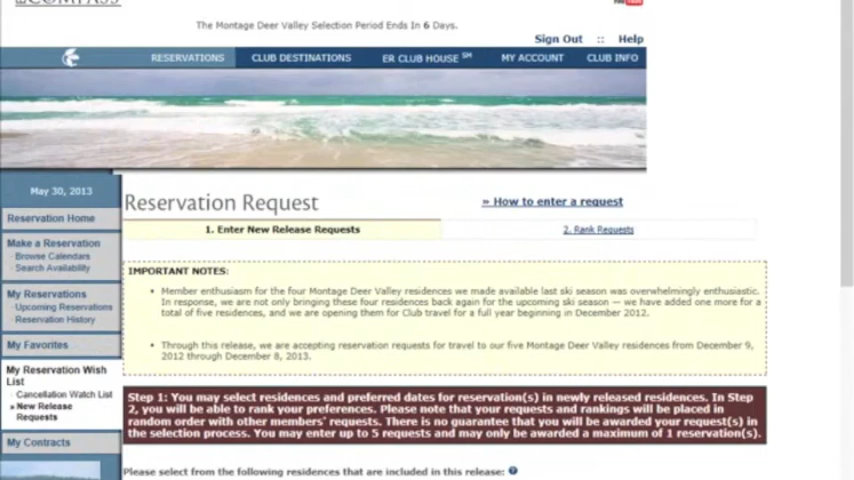 COMPASS
The Montage Deer Valley Selection Period Ends In 6 Days.
Sign Out :: Help
RESERVATIONS CLUB DESTINATIONS ER CLUB HOUSE SM MY ACCOUNT CLUB INFO
May 30, 2013
Reservation Home
Make a Reservation
Browse Calendars
Search Availability
My Reservations
Upcoming Reservations
Reservation History
My Favorites
My Reservation Wish
List
Cancellation Watch List
» New Release
Requests
My Contracts
Reservation Request
» How to enter a request
1. Enter New Release Requests
2. Rank Requests
IMPORTANT NOTES:
• Member enthusiasm for the four Montage Deer Valley residences we made available last ski season was overwhelmingly enthusiastic.
In response, we are not only bringing these four residences back again for the upcoming ski season — we have added one more for a
total of five residences, and we are opening them for Club travel for a full year beginning in December 2012.
• Through this release, we are accepting reservation requests for travel to our five Montage Deer Valley residences from December 9,
2012 through December 8, 2013.
Step 1: You may select residences and preferred dates for reservation(s) in newly released residences. In Step
2, you will be able to rank your preferences. Please note that your requests and rankings will be placed in
random order with other members' requests. There is no guarantee that you will be awarded your request(s) in
the selection process. You may enter up to 5 requests and may only be awarded a maximum of 1 reservation(s).
Please select from the following residences that are included in this release: